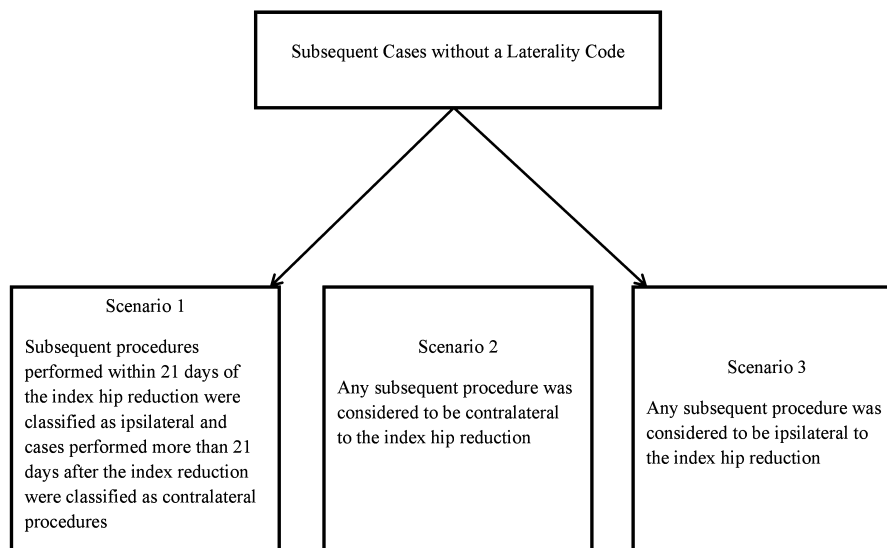 Subsequent Cases without a Laterality Code
Scenario 1
Subsequent procedures
performed within 21 days of
the index hip reduction were
classified as ipsilateral and
cases performed more than 21
days after the index reduction
were classified as contralateral
procedures
Scenario 2
Any subsequent procedure was
considered to be contralateral
to the index hip reduction
Scenario 3
Any subsequent procedure was
considered to be ipsilateral to
the index hip reduction